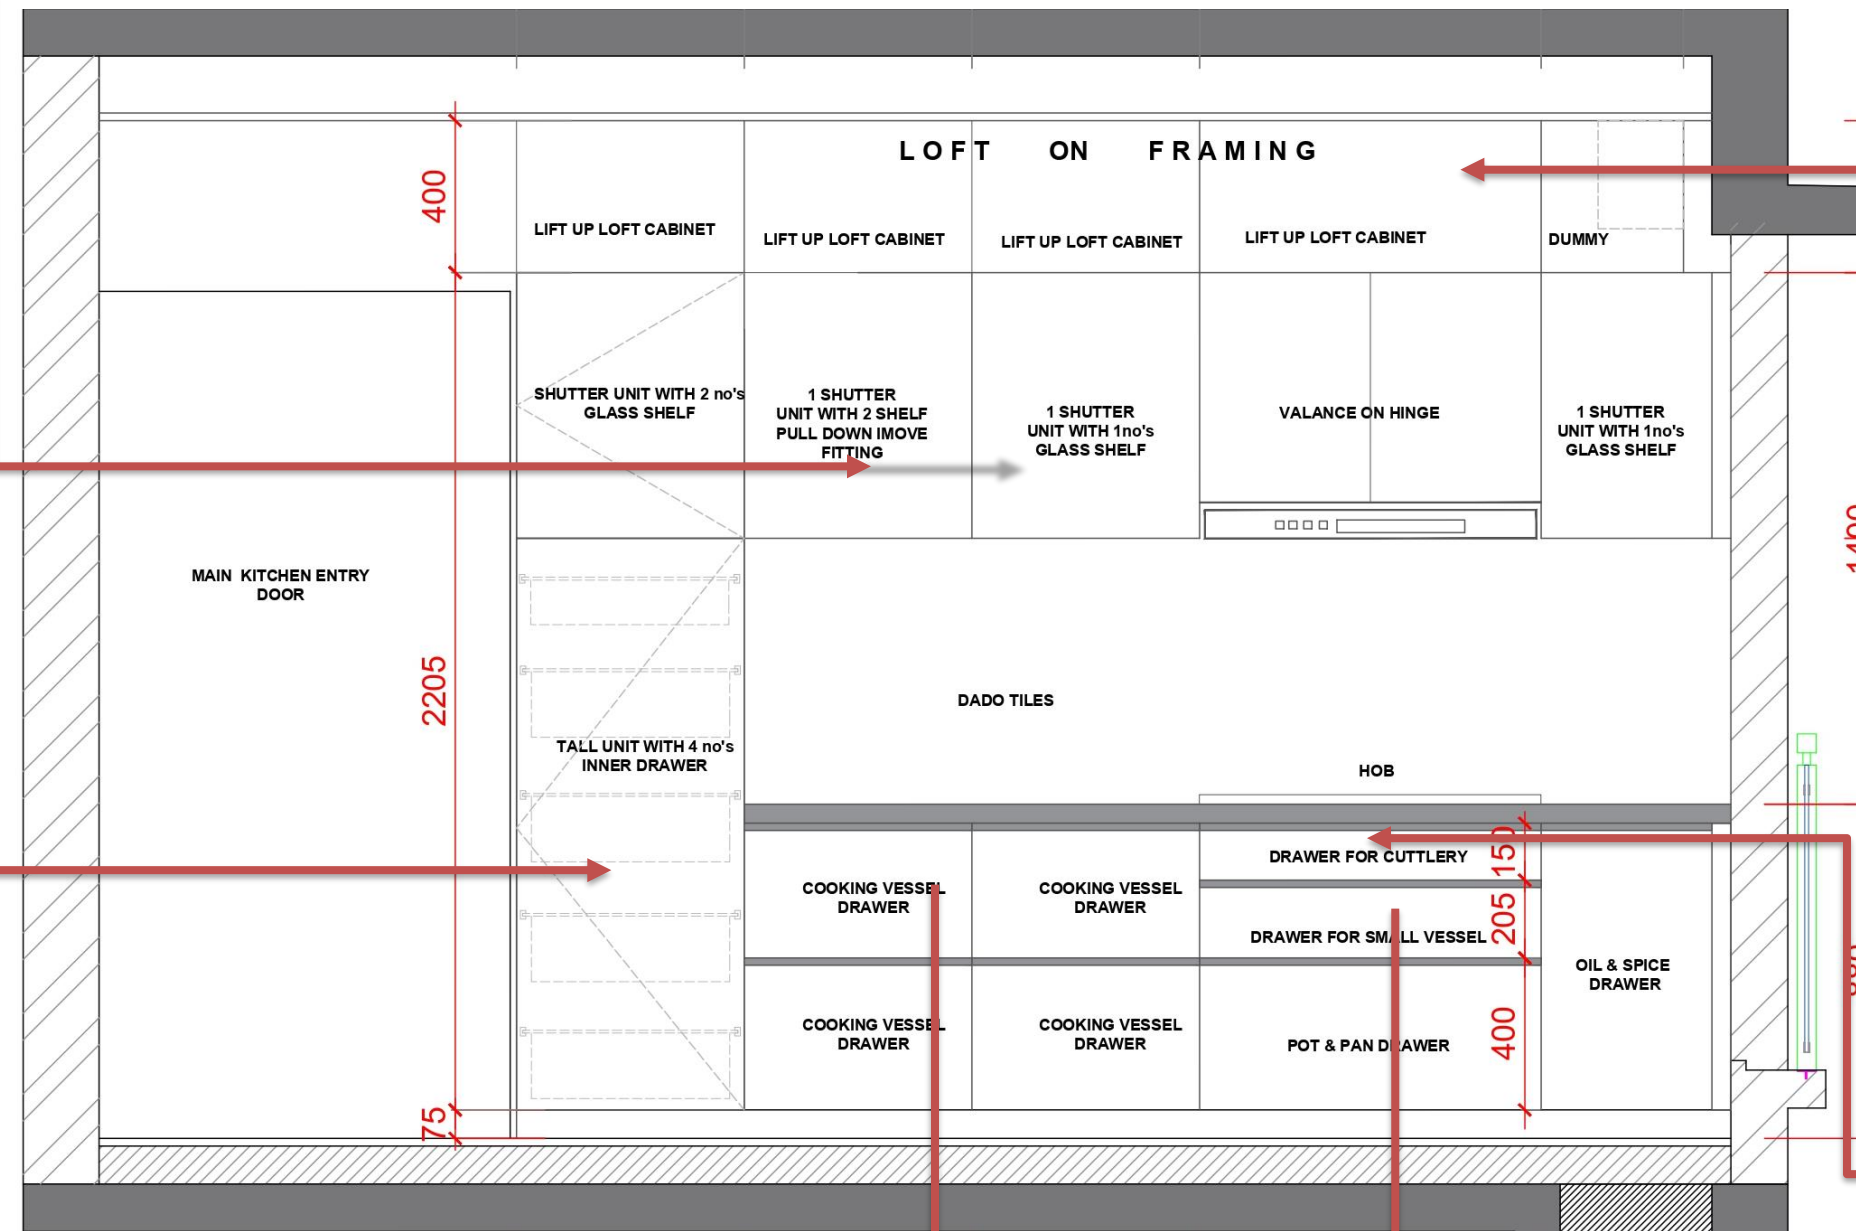 LOFT ON FRAMING
400
LIFT UP LOFT CABINET
LIFT UP LOFT CABINET
LIFT UP LOFT CABINET
LIFT UP LOFT CABINET
DUMMY
SHUTTER UNIT WITH 2 no's
GLASS SHELF
1 SHUTTER
UNIT WITH 2 SHELF
PULL DOWN IMOVE
FITTING
1 SHUTTER
UNIT WITH 1no's
GLASS SHELF
VALANCE ON HINGE
1 SHUTTER
UNIT WITH 1no's
GLASS SHELF
MAIN KITCHEN ENTRY
DOOR
2205
DADO TILES
TALL UNIT WITH 4 no's
INNER DRAWER
HOB
DRAWER FOR CUTTLERY
150
COOKING VESSEL
DRAWER
COOKING VESSEL
DRAWER
DRAWER FOR SMALL VESSEL
205
OIL & SPICE
DRAWER
COOKING VESSEL
DRAWER
COOKING VESSEL
DRAWER
POT & PAN DRAWER
400
75